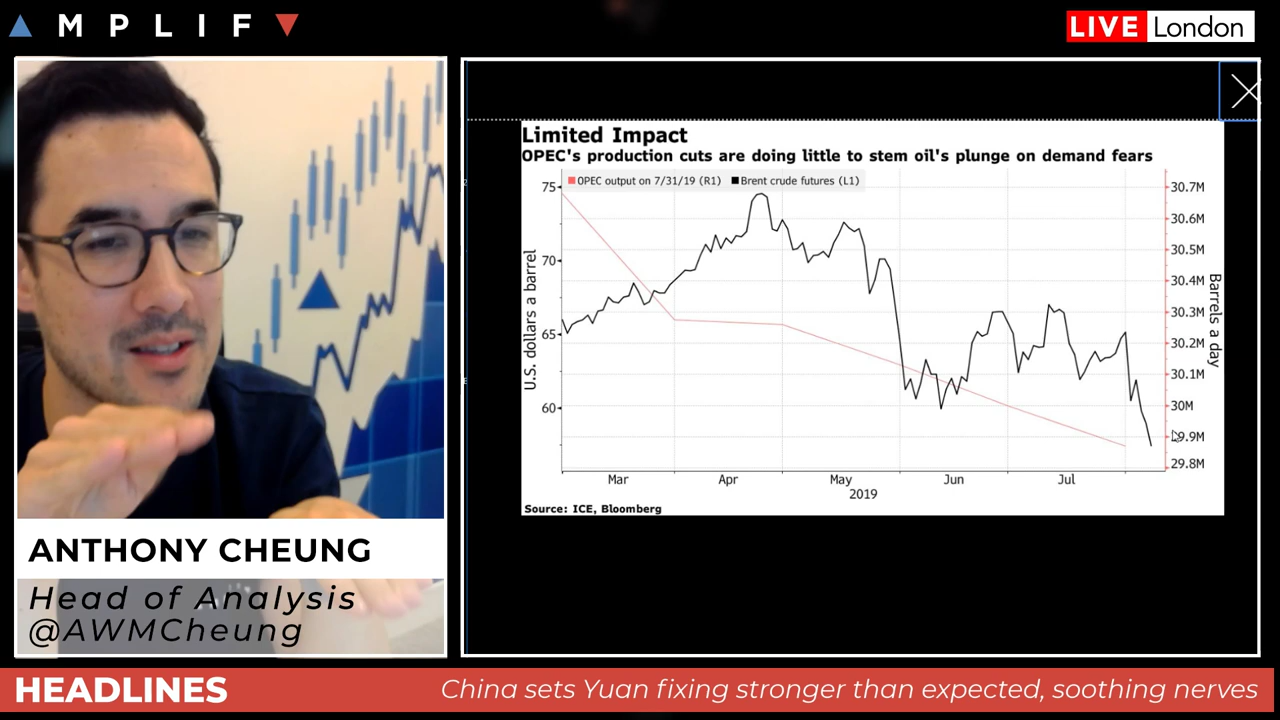 ▲ M P L I F ▼
LIVE London
Limited Impact
OPEC's production cuts are doing little to stem oil's plunge on demand fears
OPEC output on 7/31/19 (R1) Brent crude futures (L1)
75
70
65
60
U.S. dollars a barrel
30.7M
30.6M
30.5M
30.4M
30.3M
30.2M
30.1M
30M
29.9M
29.8M
Barrels a day
Mar Apr May Jun Jul
2019
Source: ICE, Bloomberg
ANTHONY CHEUNG
Head of Analysis
@AWMCheung
HEADLINES China sets Yuan fixing stronger than expected, soothing nerves